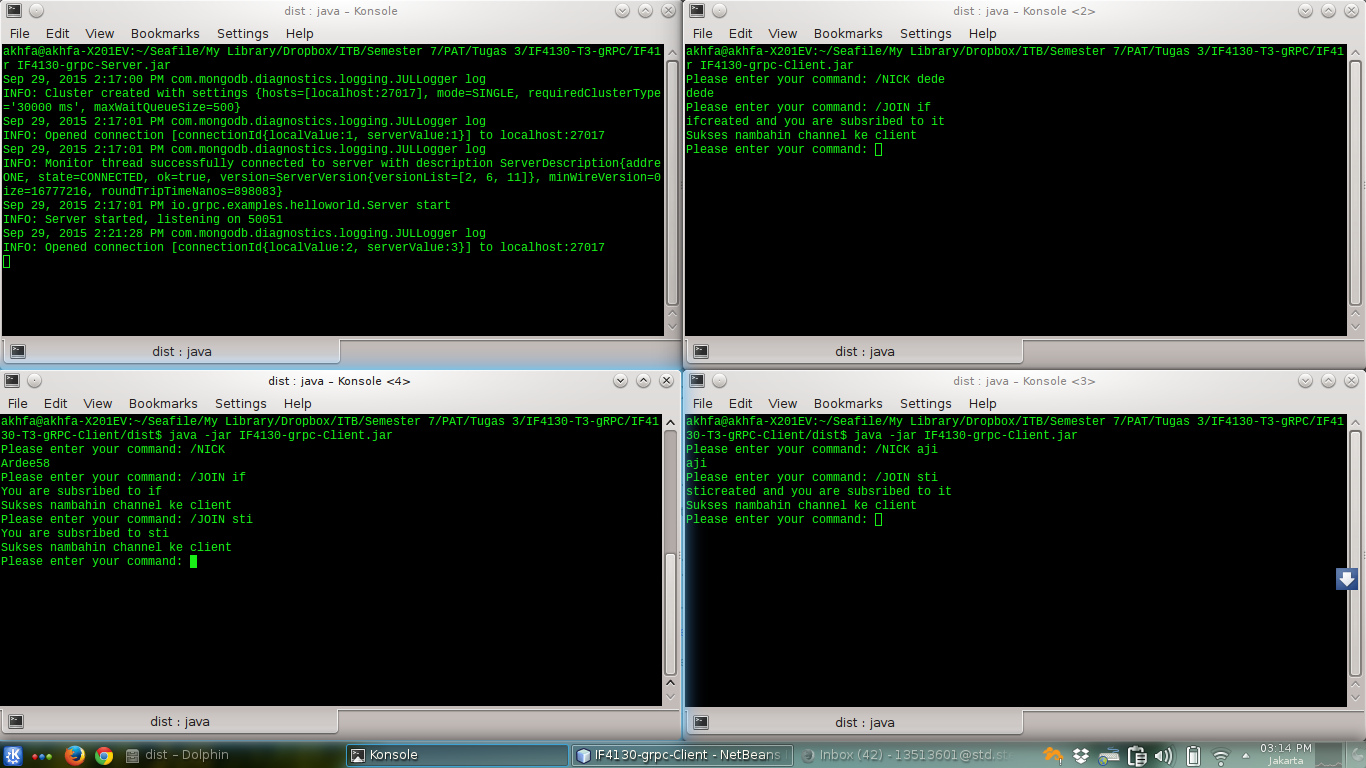 dist : java – Konsole
File Edit View Bookmarks Settings Help
akhfa@akhfa-X201EV:~/Seafile/My Library/Dropbox/ITB/Semester 7/PAT/Tugas 3/IF4130-T3-gRPC/IF41
r IF4130-grpc-Server.jar
Sep 29, 2015 2:17:00 PM com.mongodb.diagnostics.logging.JULLogger log
INFO: Cluster created with settings {hosts=[localhost:27017], mode=SINGLE, requiredClusterType
='30000 ms', maxWaitQueueSize=500}
Sep 29, 2015 2:17:01 PM com.mongodb.diagnostics.logging.JULLogger log
INFO: Opened connection [connectionId{localValue:1, serverValue:1}] to localhost:27017
Sep 29, 2015 2:17:01 PM com.mongodb.diagnostics.logging.JULLogger log
INFO: Monitor thread successfully connected to server with description ServerDescription{addre
ONE, state=CONNECTED, ok=true, version=ServerVersion{versionList=[2, 6, 11]}, minWireVersion=0
ize=16777216, roundTripTimeNanos=898083}
Sep 29, 2015 2:17:01 PM io.grpc.examples.helloworld.Server start
INFO: Server started, listening on 50051
Sep 29, 2015 2:21:28 PM com.mongodb.diagnostics.logging.JULLogger log
INFO: Opened connection [connectionId{localValue:2, serverValue:3}] to localhost:27017
dist : java
dist : java – Konsole <2>
File Edit View Bookmarks Settings Help
akhfa@akhfa-X201EV:~/Seafile/My Library/Dropbox/ITB/Semester 7/PAT/Tugas 3/IF4130-T3-gRPC/IF41
r IF4130-grpc-Client.jar
Please enter your command: /NICK dede
dede
Please enter your command: /JOIN if
ifcreated and you are subsribed to it
Sukses nambahin channel ke client
Please enter your command:
dist : java
dist : java – Konsole <4>
File Edit View Bookmarks Settings Help
akhfa@akhfa-X201EV:~/Seafile/My Library/Dropbox/ITB/Semester 7/PAT/Tugas 3/IF4130-T3-gRPC/IF41
30-T3-gRPC-Client/dist$ java -jar IF4130-grpc-Client.jar
Please enter your command: /NICK
Ardee58
Please enter your command: /JOIN if
You are subsribed to if
Sukses nambahin channel ke client
Please enter your command: /JOIN sti
You are subsribed to sti
Sukses nambahin channel ke client
Please enter your command:
dist : java
dist : java – Konsole <3>
File Edit View Bookmarks Settings Help
akhfa@akhfa-X201EV:~/Seafile/My Library/Dropbox/ITB/Semester 7/PAT/Tugas 3/IF4130-T3-gRPC/IF41
30-T3-gRPC-Client/dist$ java -jar IF4130-grpc-Client.jar
Please enter your command: /NICK aji
aji
Please enter your command: /JOIN sti
sticreated and you are subsribed to it
Sukses nambahin channel ke client
Please enter your command:
dist : java
dist – Dolphin
Konsole
IF4130-grpc-Client - NetBeans
Inbox (42) - 13513601@std.st
03:14 PM
Jakarta